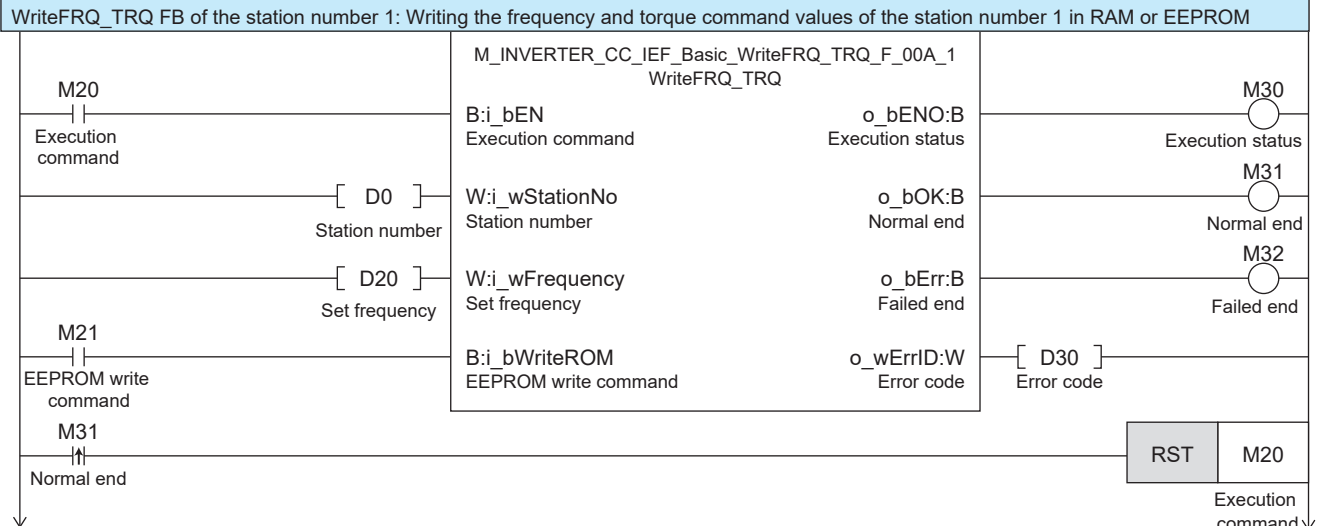 WriteFRQ_TRQ FB of the station number 1: Writing the frequency and torque command values of the station number 1 in RAM or EEPROM
M_INVERTER_CC_IEF_Basic_WriteFRQ_TRQ_F_00A_1
WriteFRQ_TRQ
M20
Execution
command
B:i_bEN
Execution command
o_bENO:B
Execution status
M30
Execution status
D0
Station number
W:i_wStationNo
Station number
o_bOK:B
Normal end
M31
Normal end
D20
Set frequency
W:i_wFrequency
Set frequency
o_bErr:B
Failed end
M32
Failed end
M21
EEPROM write
command
B:i_bWriteROM
EEPROM write command
o_wErrID:W
Error code
D30
Error code
M31
Normal end
RST
M20
Execution
command